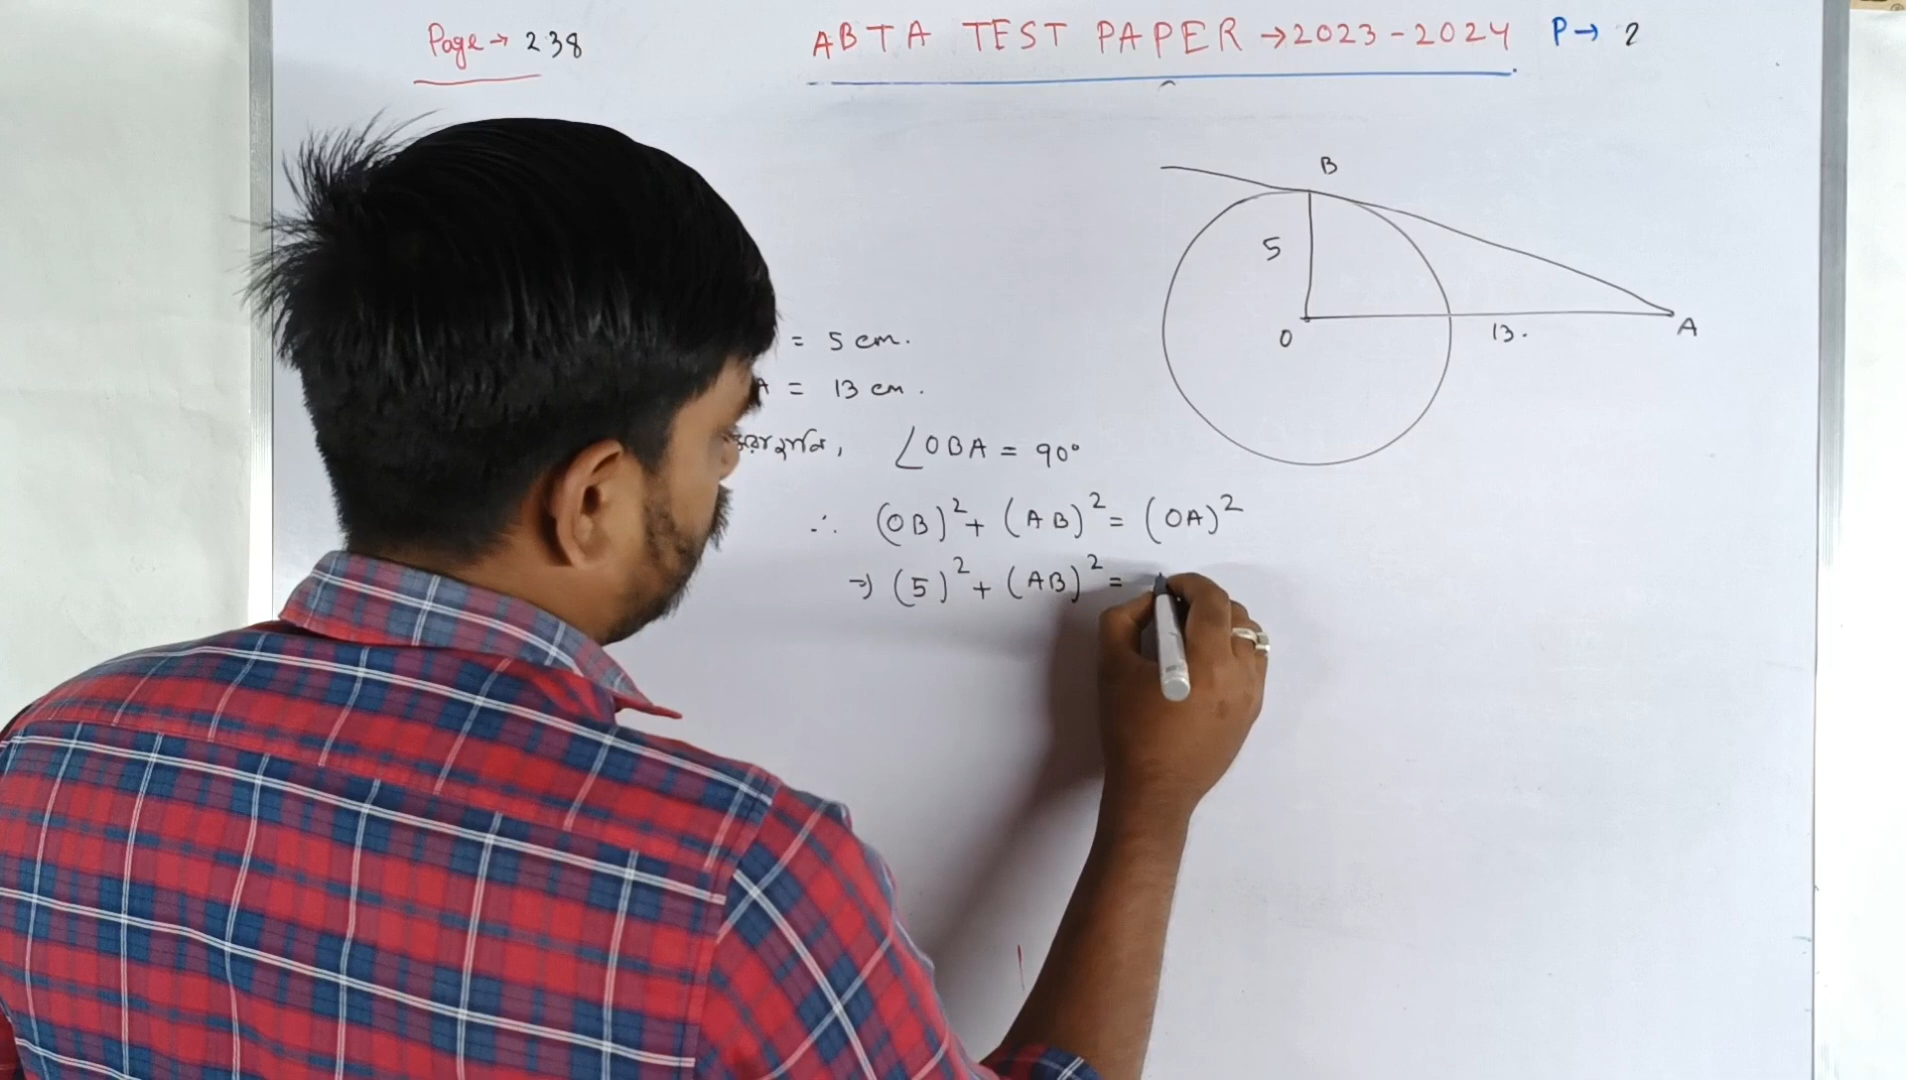 Page → 238
ABTA TEST PAPER → 2023-2024 P → 2
B
5
O
13.
A
= 5 cm.
A = 13 cm.
∠OBA = 90°
∴ (OB)² + (AB)² = (OA)²
⇒ (5)² + (AB)² =